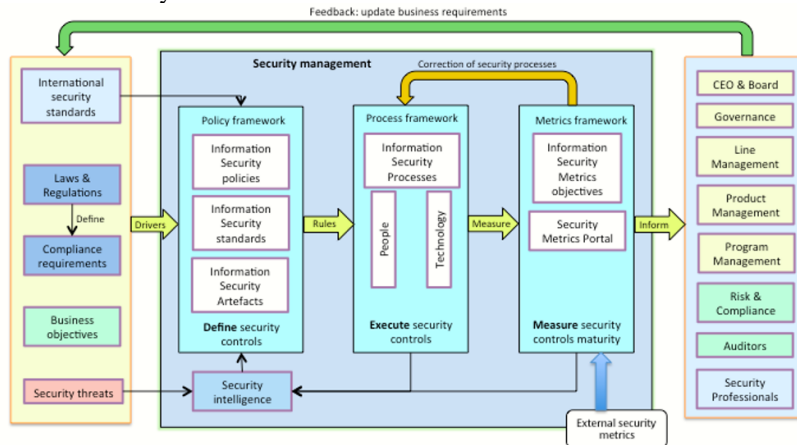 Feedback: update business requirements
Security management
Correction of security processes
International
security
standards
Laws &
Regulations
Define
Compliance
requirements
Business
objectives
Security threats
Drivers
Policy framework
Information
Security
policies
Information
Security
standards
Information
Security
Artefacts
Define security
controls
Security
intelligence
Rules
Process framework
Information
Security
Processes
People
Technology
Execute security
controls
Measure
Metrics framework
Information
Security
Metrics
objectives
Security
Metrics Portal
Measure security
controls maturity
External security
metrics
Inform
CEO & Board
Governance
Line
Management
Product
Management
Program
Management
Risk &
Compliance
Auditors
Security
Professionals